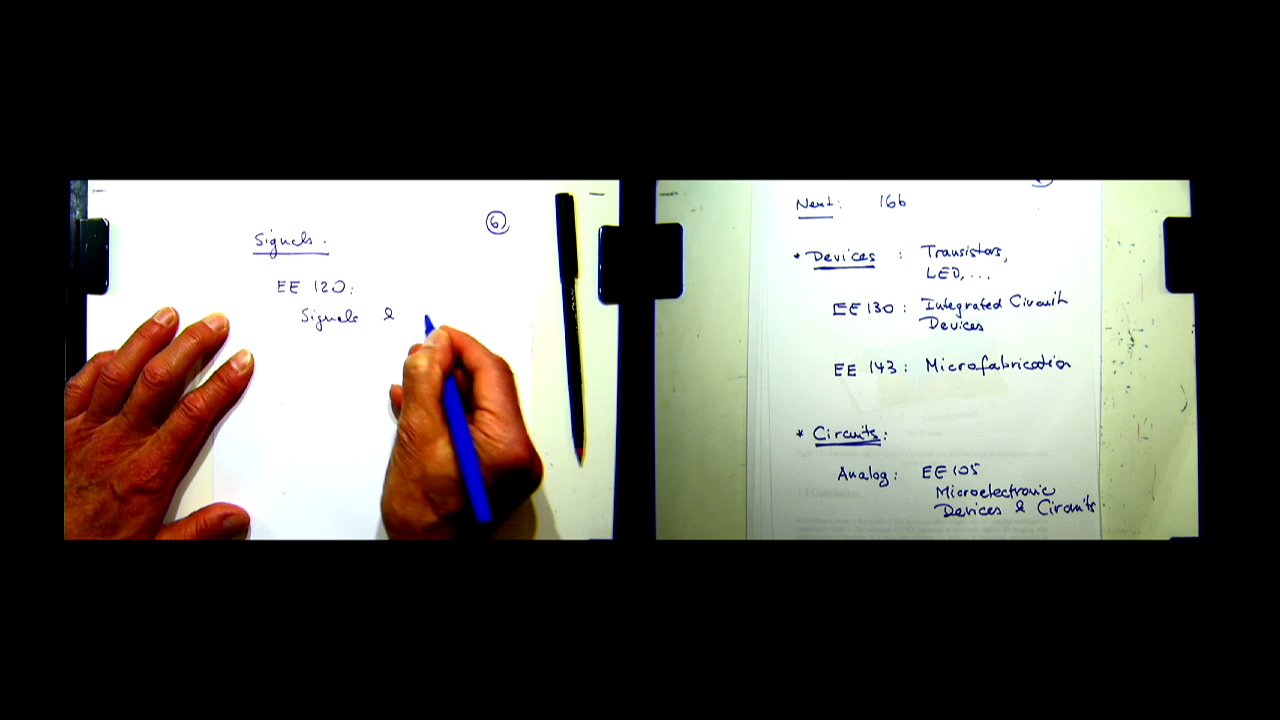 6
Signals.
EE 120:
Signals &
Next: 16b
* Devices : Transistors,
LED, ...
EE 130 : Integrated Circuit
Devices
EE 143 : Microfabrication
* Circuits:
Analog: EE 105
Microelectronic
Devices & Circuits.